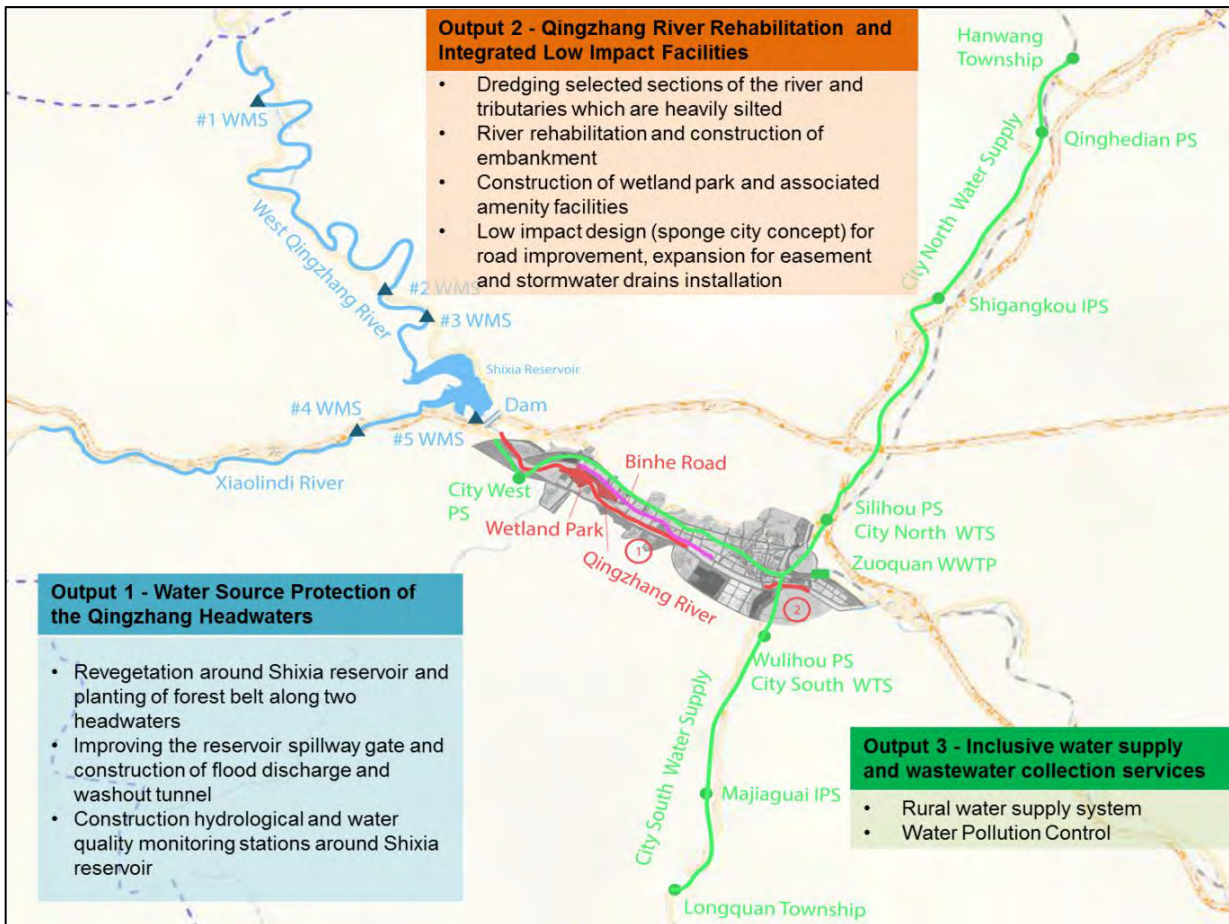 Output 2 - Qingzhang River Rehabilitation and
Integrated Low Impact Facilities
• Dredging selected sections of the river and
tributaries which are heavily silted
• River rehabilitation and construction of
embankment
• Construction of wetland park and associated
amenity facilities
• Low impact design (sponge city concept) for
road improvement, expansion for easement
and stormwater drains installation
Hanwang
Township
Qinghedian PS
City North Water Supply
Shigangkou IPS
#1 WMS
West Qingzhang River
#2 WMS
#3 WMS
Shixia Reservoir
Dam
#4 WMS
#5 WMS
Xiaolindi River
City West
PS
Binhe Road
Wetland Park
Qingzhang River
1
2
Silihou PS
City North WTS
Zuoquan WWTP
Wulihou PS
City South WTS
City South Water Supply
Majiaguai IPS
Longquan Township
Output 1 - Water Source Protection of
the Qingzhang Headwaters
• Revegetation around Shixia reservoir and
planting of forest belt along two
headwaters
• Improving the reservoir spillway gate and
construction of flood discharge and
washout tunnel
• Construction hydrological and water
quality monitoring stations around Shixia
reservoir
Output 3 - Inclusive water supply
and wastewater collection services
• Rural water supply system
• Water Pollution Control